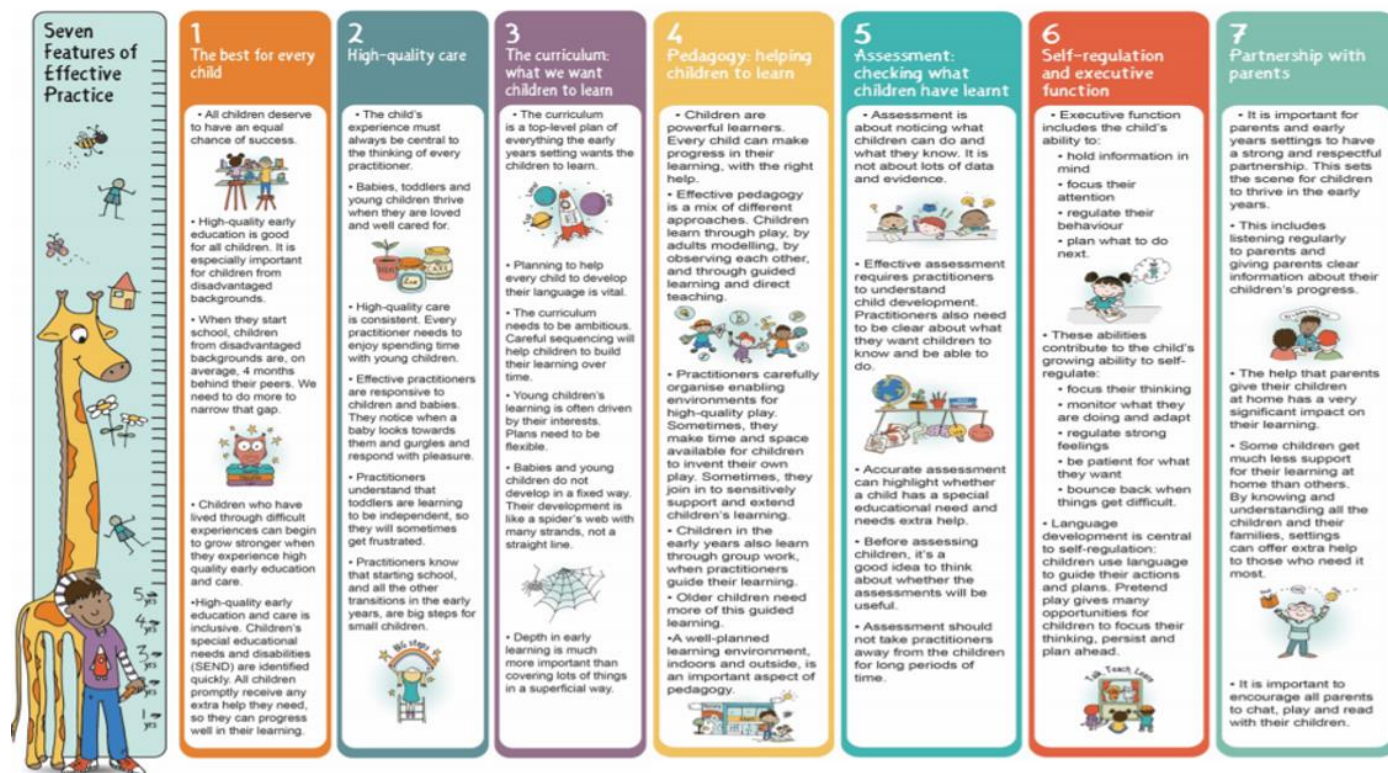 Seven
Features of
Effective
Practice
5 yrs
4 yrs
3 yrs
1 yrs
1
The best for every
child
• All children deserve
to have an equal
chance of success.
• High-quality early
education is good
for all children. It is
especially important
for children from
disadvantaged
backgrounds.
• When they start
school, children
from disadvantaged
backgrounds are, on
average, 4 months
behind their peers. We
need to do more to
narrow that gap.
• Children who have
lived through difficult
experiences can begin
to grow stronger when
they experience high
quality early education
and care.
•High-quality early
education and care is
inclusive. Children's
special educational
needs and disabilities
(SEND) are identified
quickly. All children
promptly receive any
extra help they need,
so they can progress
well in their learning.
2
High-quality care
• The child's
experience must
always be central to
the thinking of every
practitioner.
• Babies, toddlers and
young children thrive
when they are loved
and well cared for.
• High-quality care
is consistent. Every
practitioner needs to
enjoy spending time
with young children.
• Effective practitioners
are responsive to
children and babies.
They notice when a
baby looks towards
them and gurgles and
respond with pleasure.
• Practitioners
understand that
toddlers are learning
to be independent, so
they will sometimes
get frustrated.
• Practitioners know
that starting school,
and all the other
transitions in the early
years, are big steps for
small children.
BIG steps
3
The curriculum:
what we want
children to learn
• The curriculum
is a top-level plan of
everything the early
years setting wants the
children to learn.
• Planning to help
every child to develop
their language is vital.
• The curriculum
needs to be ambitious.
Careful sequencing will
help children to build
their learning over
time.
• Young children's
learning is often driven
by their interests.
Plans need to be
flexible.
• Babies and young
children do not
develop in a fixed way.
Their development is
like a spider's web with
many strands, not a
straight line.
• Depth in early
learning is much
more important than
covering lots of things
in a superficial way.
4
Pedagogy: helping
children to learn
• Children are
powerful learners.
Every child can make
progress in their
learning, with the right
help.
• Effective pedagogy
is a mix of different
approaches. Children
learn through play, by
adults modelling, by
observing each other,
and through guided
learning and direct
teaching.
• Practitioners carefully
organise enabling
environments for
high-quality play.
Sometimes, they
make time and space
available for children
to invent their own
play. Sometimes, they
join in to sensitively
support and extend
children's learning.
• Children in the
early years also learn
through group work,
when practitioners
guide their learning.
• Older children need
more of this guided
learning.
•A well-planned
learning environment,
indoors and outside, is
an important aspect of
pedagogy.
5
Assessment:
checking what
children have learnt
• Assessment is
about noticing what
children can do and
what they know. It is
not about lots of data
and evidence.
• Effective assessment
requires practitioners
to understand
child development.
Practitioners also need
to be clear about what
they want children to
know and be able to
do.
• Accurate assessment
can highlight whether
a child has a special
educational need and
needs extra help.
• Before assessing
children, it's a
good idea to think
about whether the
assessments will be
useful.
• Assessment should
not take practitioners
away from the children
for long periods of
time.
6
Self-regulation
and executive
function
• Executive function
includes the child's
ability to:
• hold information in
mind
• focus their
attention
• regulate their
behaviour
• plan what to do
next.
• These abilities
contribute to the child's
growing ability to self-
regulate:
• focus their thinking
• monitor what they
are doing and adapt
• regulate strong
feelings
• be patient for what
they want
• bounce back when
things get difficult.
• Language
development is central
to self-regulation:
children use language
to guide their actions
and plans. Pretend
play gives many
opportunities for
children to focus their
thinking, persist and
plan ahead.
Talk Teach Learn
7
Partnership with
parents
• It is important for
parents and early
years settings to have
a strong and respectful
partnership. This sets
the scene for children
to thrive in the early
years.
• This includes
listening regularly
to parents and
giving parents clear
information about their
children's progress.
• The help that parents
give their children
at home has a very
significant impact on
their learning.
• Some children get
much less support
for their learning at
home than others.
By knowing and
understanding all the
children and their
families, settings
can offer extra help
to those who need it
most.
• It is important to
encourage all parents
to chat, play and read
with their children.